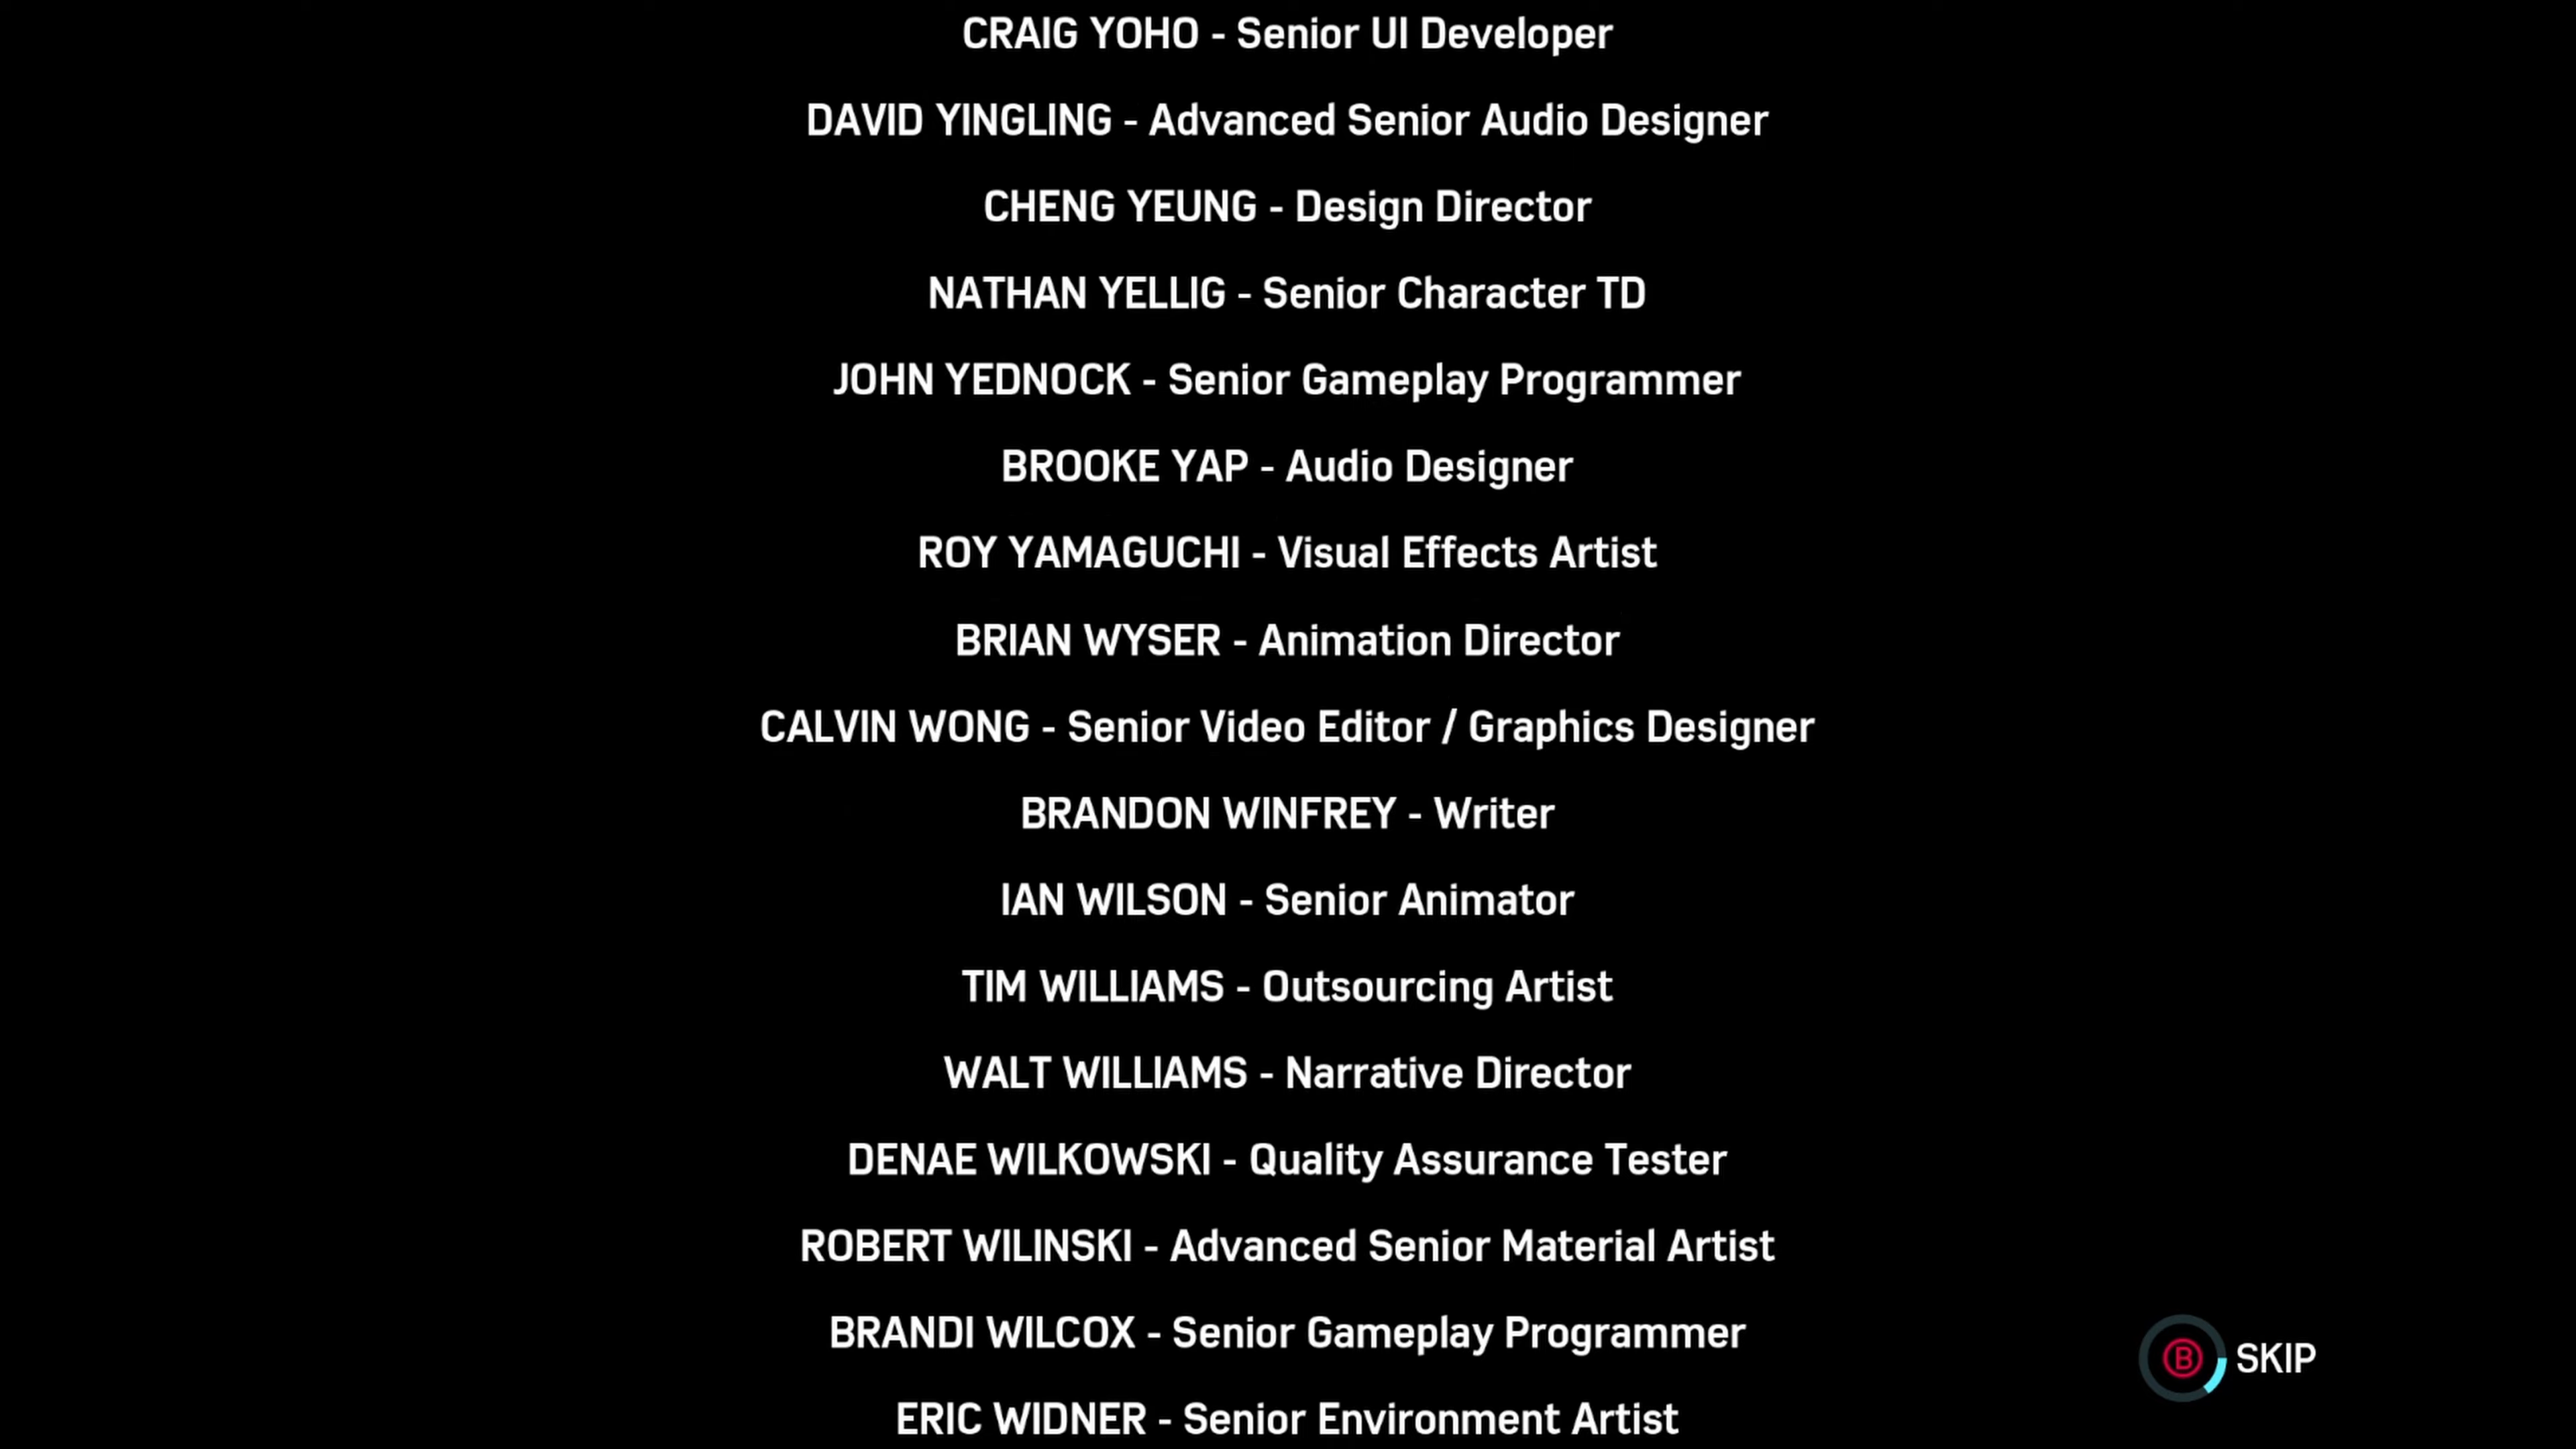 CRAIG YOHO - Senior UI Developer
DAVID YINGLING - Advanced Senior Audio Designer
CHENG YEUNG - Design Director
NATHAN YELLIG - Senior Character TD
JOHN YEDNOCK - Senior Gameplay Programmer
BROOKE YAP - Audio Designer
ROY YAMAGUCHI - Visual Effects Artist
BRIAN WYSER - Animation Director
CALVIN WONG - Senior Video Editor / Graphics Designer
BRANDON WINFREY - Writer
IAN WILSON - Senior Animator
TIM WILLIAMS - Outsourcing Artist
WALT WILLIAMS - Narrative Director
DENAE WILKOWSKI - Quality Assurance Tester
ROBERT WILINSKI - Advanced Senior Material Artist
BRANDI WILCOX - Senior Gameplay Programmer
B SKIP
ERIC WIDNER - Senior Environment Artist